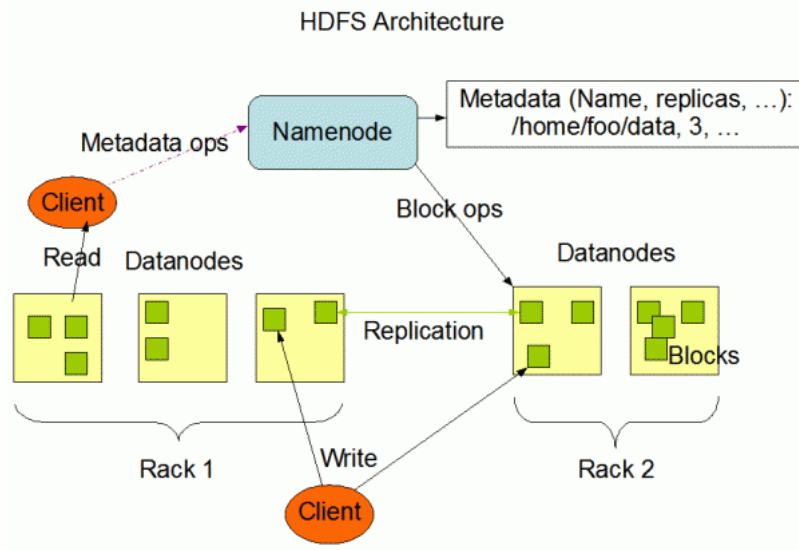 HDFS Architecture
Metadata (Name, replicas, …):
/home/foo/data, 3, …
Namenode
Metadata ops
Client
Block ops
Read
Datanodes
Datanodes
Replication
Blocks
Rack 1
Write
Rack 2
Client